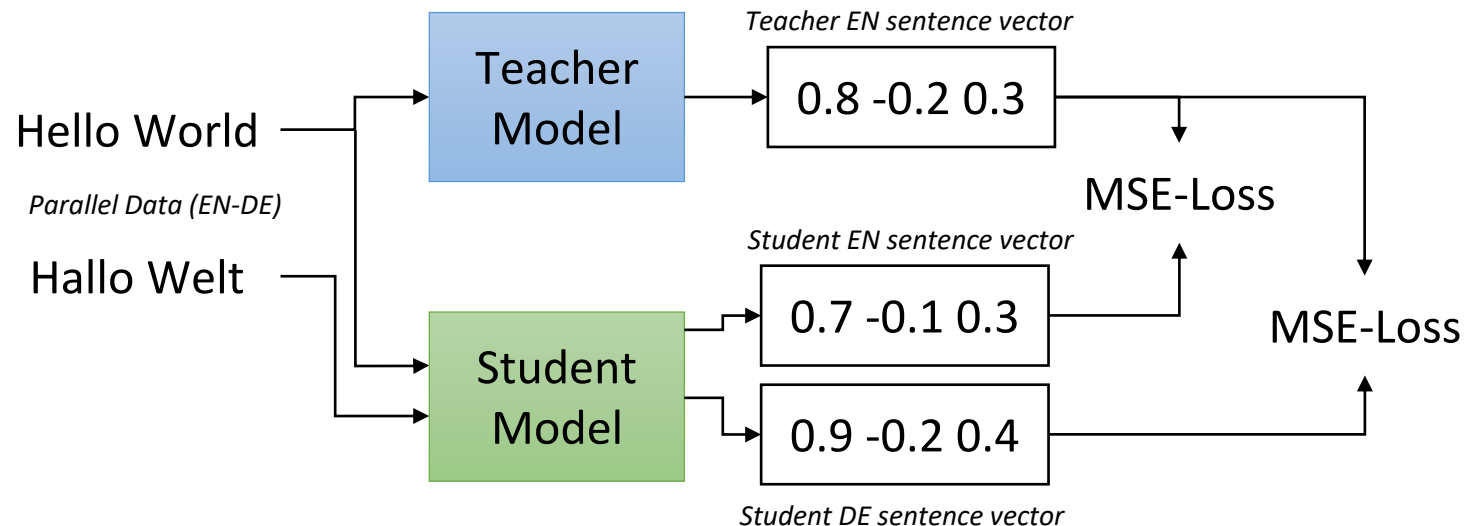 Teacher EN sentence vector
Teacher
Model
0.8 -0.2 0.3
Hello World
Parallel Data (EN-DE)
MSE-Loss
Student EN sentence vector
Hallo Welt
0.7 -0.1 0.3
MSE-Loss
Student
Model
0.9 -0.2 0.4
Student DE sentence vector